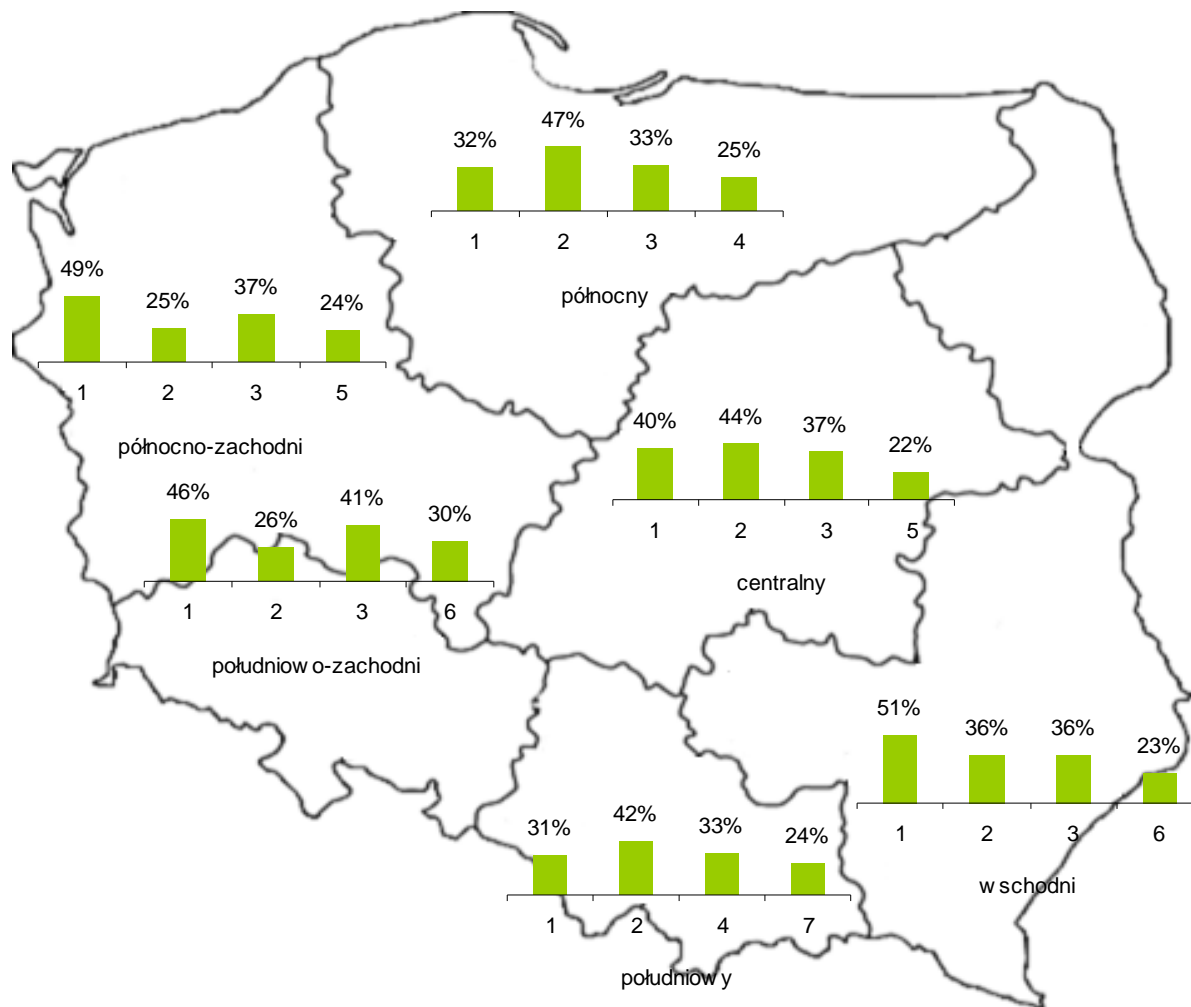 32% 47% 33% 25%
1 2 3 4
północny
49% 25% 37% 24%
1 2 3 5
północno-zachodni
40% 44% 37% 22%
1 2 3 5
centralny
46% 26% 41% 30%
1 2 3 6
południow o-zachodni
51% 36% 36% 23%
1 2 3 6
w schodni
31% 42% 33% 24%
1 2 4 7
południow y